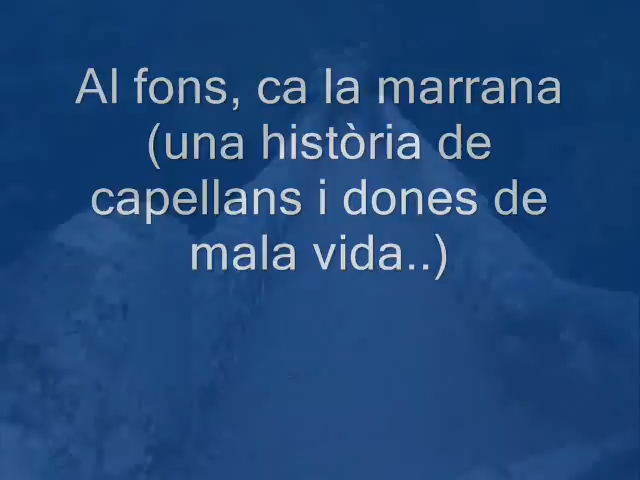 Al fons, ca la marrana
(una història de
capellans i dones de
mala vida..)